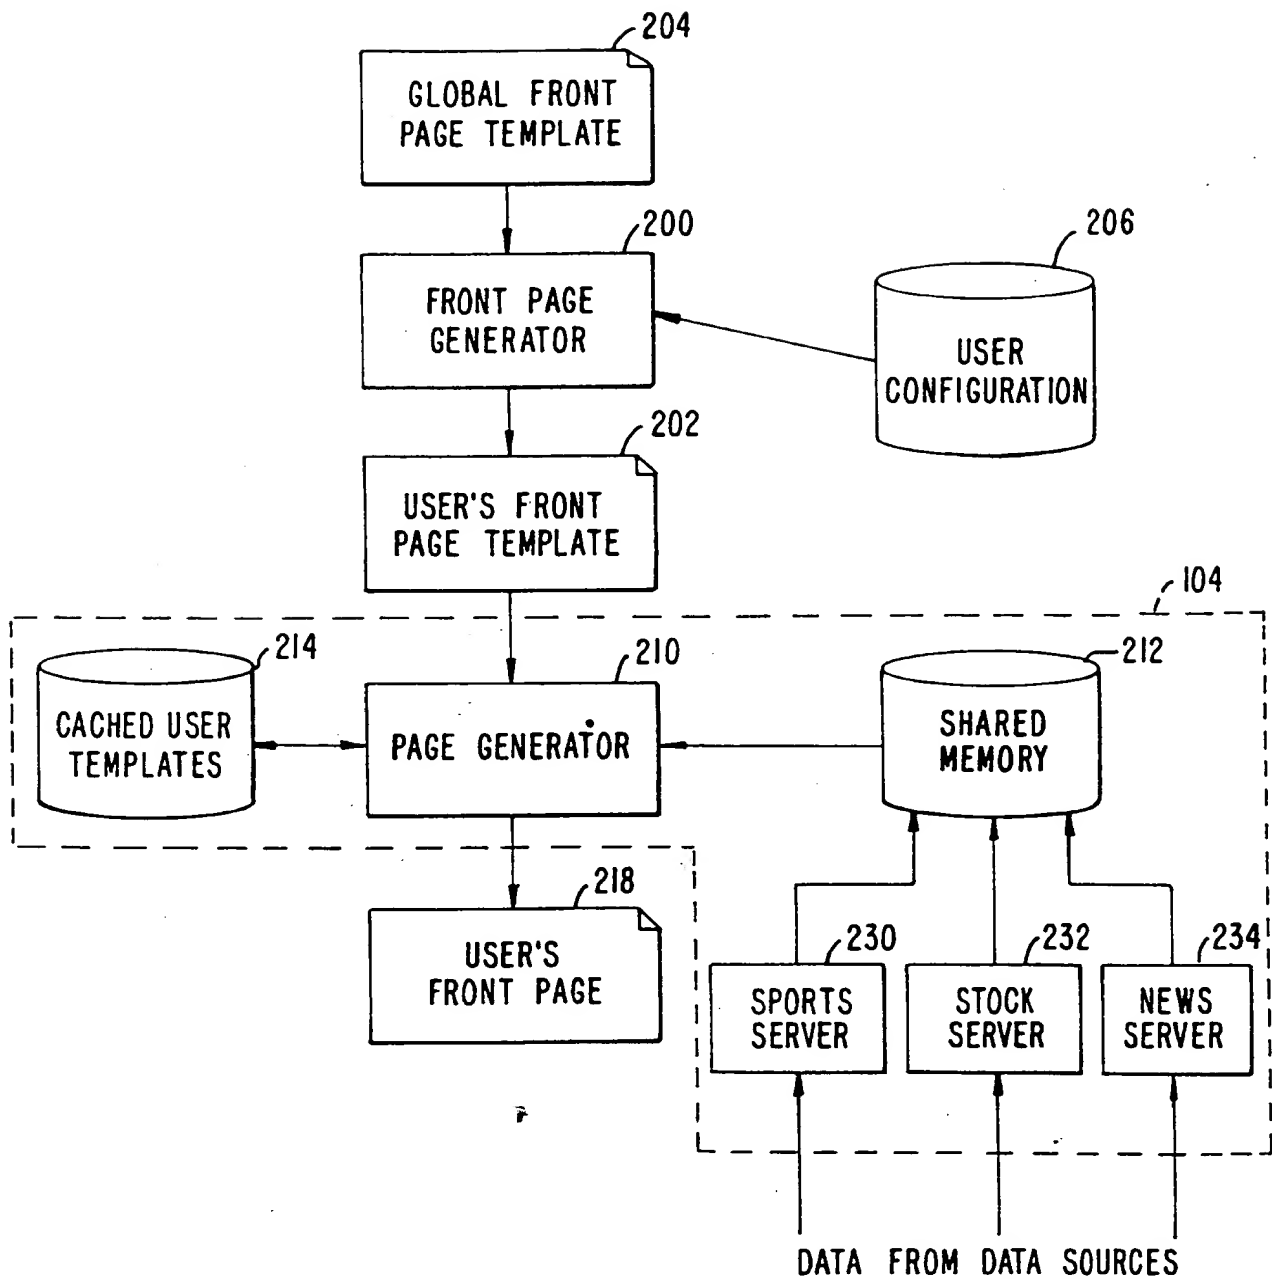 204
GLOBAL FRONT
PAGE TEMPLATE
200
FRONT PAGE
GENERATOR
206
USER
CONFIGURATION
202
USER'S FRONT
PAGE TEMPLATE
104
214
CACHED USER
TEMPLATES
210
PAGE GENERATOR
212
SHARED
MEMORY
218
USER'S
FRONT PAGE
230
SPORTS
SERVER
232
STOCK
SERVER
234
NEWS
SERVER
DATA FROM DATA SOURCES